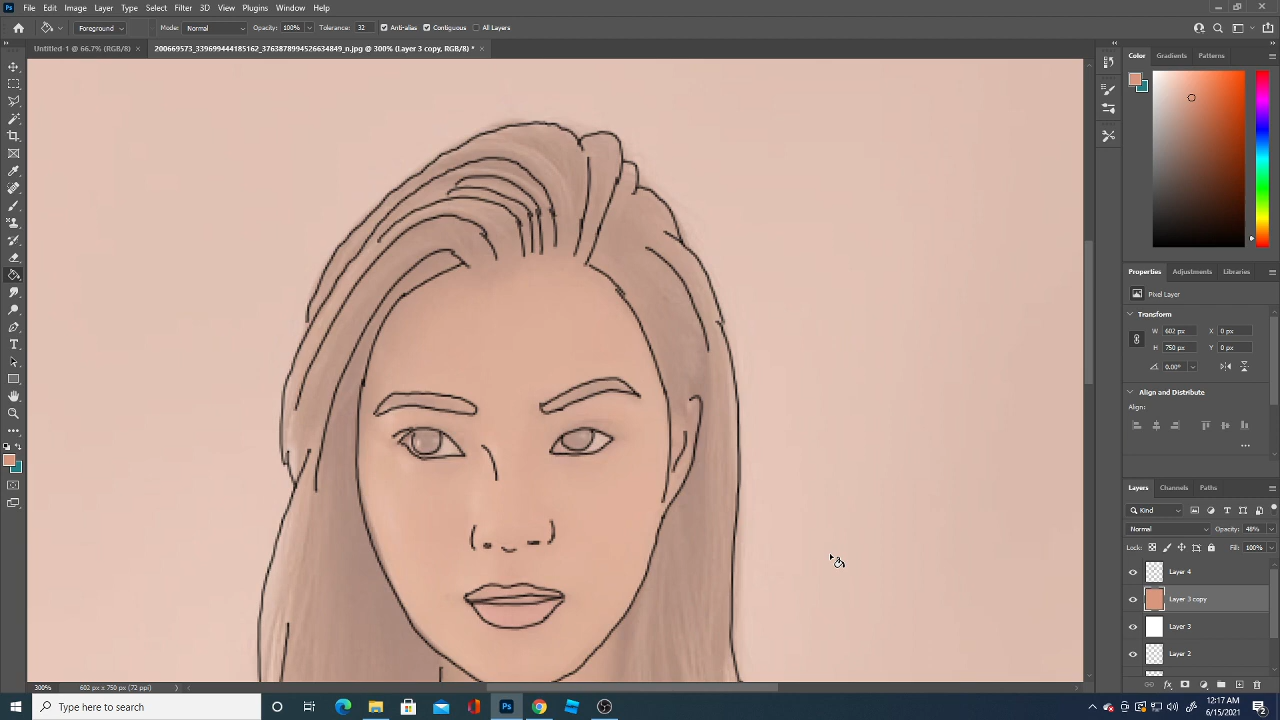 File Edit Image Layer Type Select Filter 3D View Plugins Window Help
Foreground Mode: Normal Opacity: 100% Tolerance: 32 Anti-alias Contiguous All Layers
Untitled-1 @ 66.7% (RGB/8) × 200669573_339699444185162_3763878994526634849_n.jpg @ 300% (Layer 3 copy, RGB/8) * ×
Color Gradients Patterns
Properties Adjustments Libraries
Pixel Layer
Transform
W 602 px X 0 px
H 750 px Y 0 px
0.00°
Align and Distribute
Align:
Layers Channels Paths
Kind
Normal Opacity: 48%
Lock: Fill: 100%
Layer 4
Layer 3 copy
Layer 3
Layer 2
300% 602 px x 750 px (72 ppi)
Type here to search
12:17 AM
6/15/2021